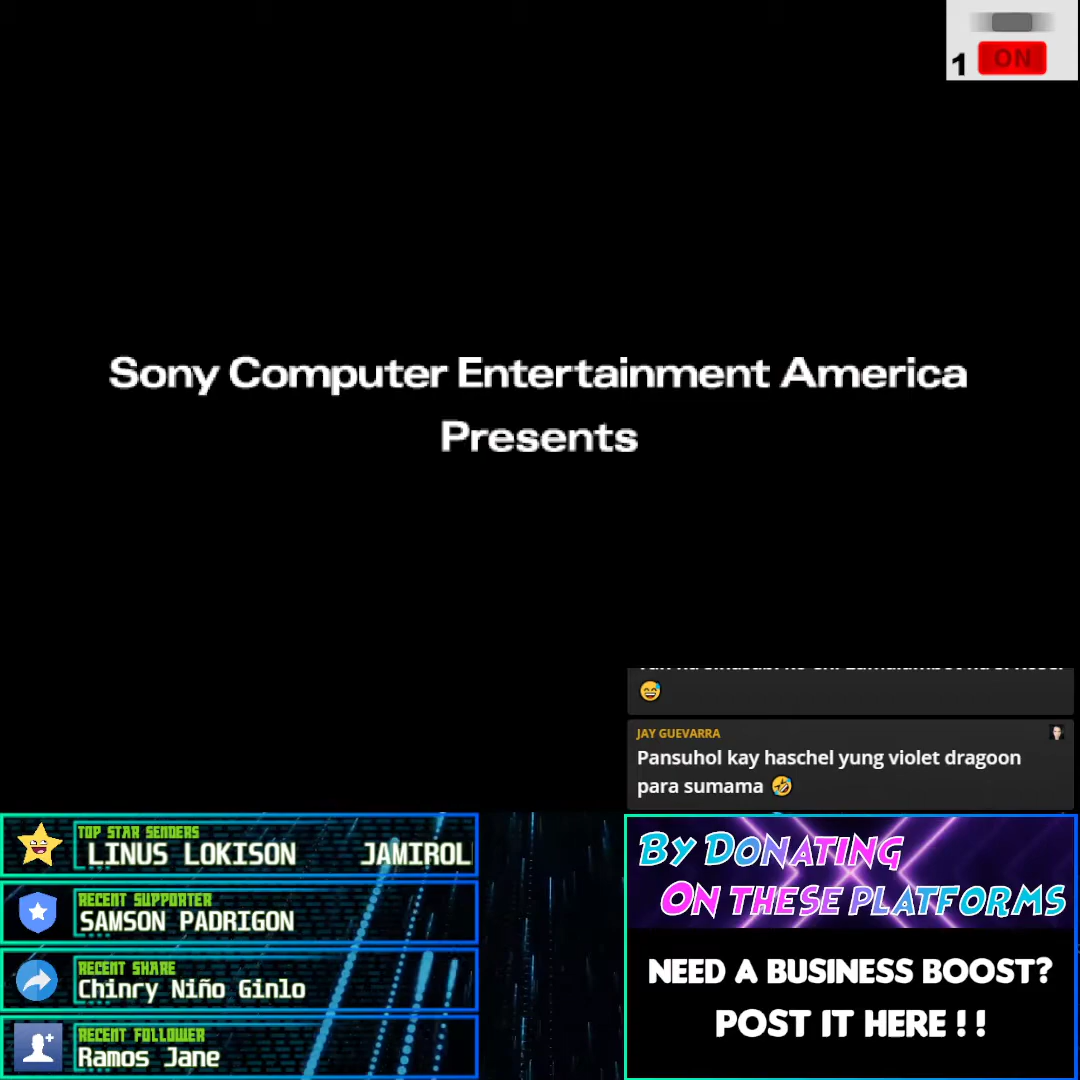 1 ON
Sony Computer Entertainment America
Presents
JAY GUEVARRA
Pansuhol kay haschel yung violet dragoon
para sumama 🤣
TOP STAR SENDERS
LINUS LOKISON JAMIROL
RECENT SUPPORTER
SAMSON PADRIGON
RECENT SHARE
Chinry Niño Ginlo
RECENT FOLLOWER
Ramos Jane
BY DONATING
ON THESE PLATFORMS
NEED A BUSINESS BOOST?
POST IT HERE ! !